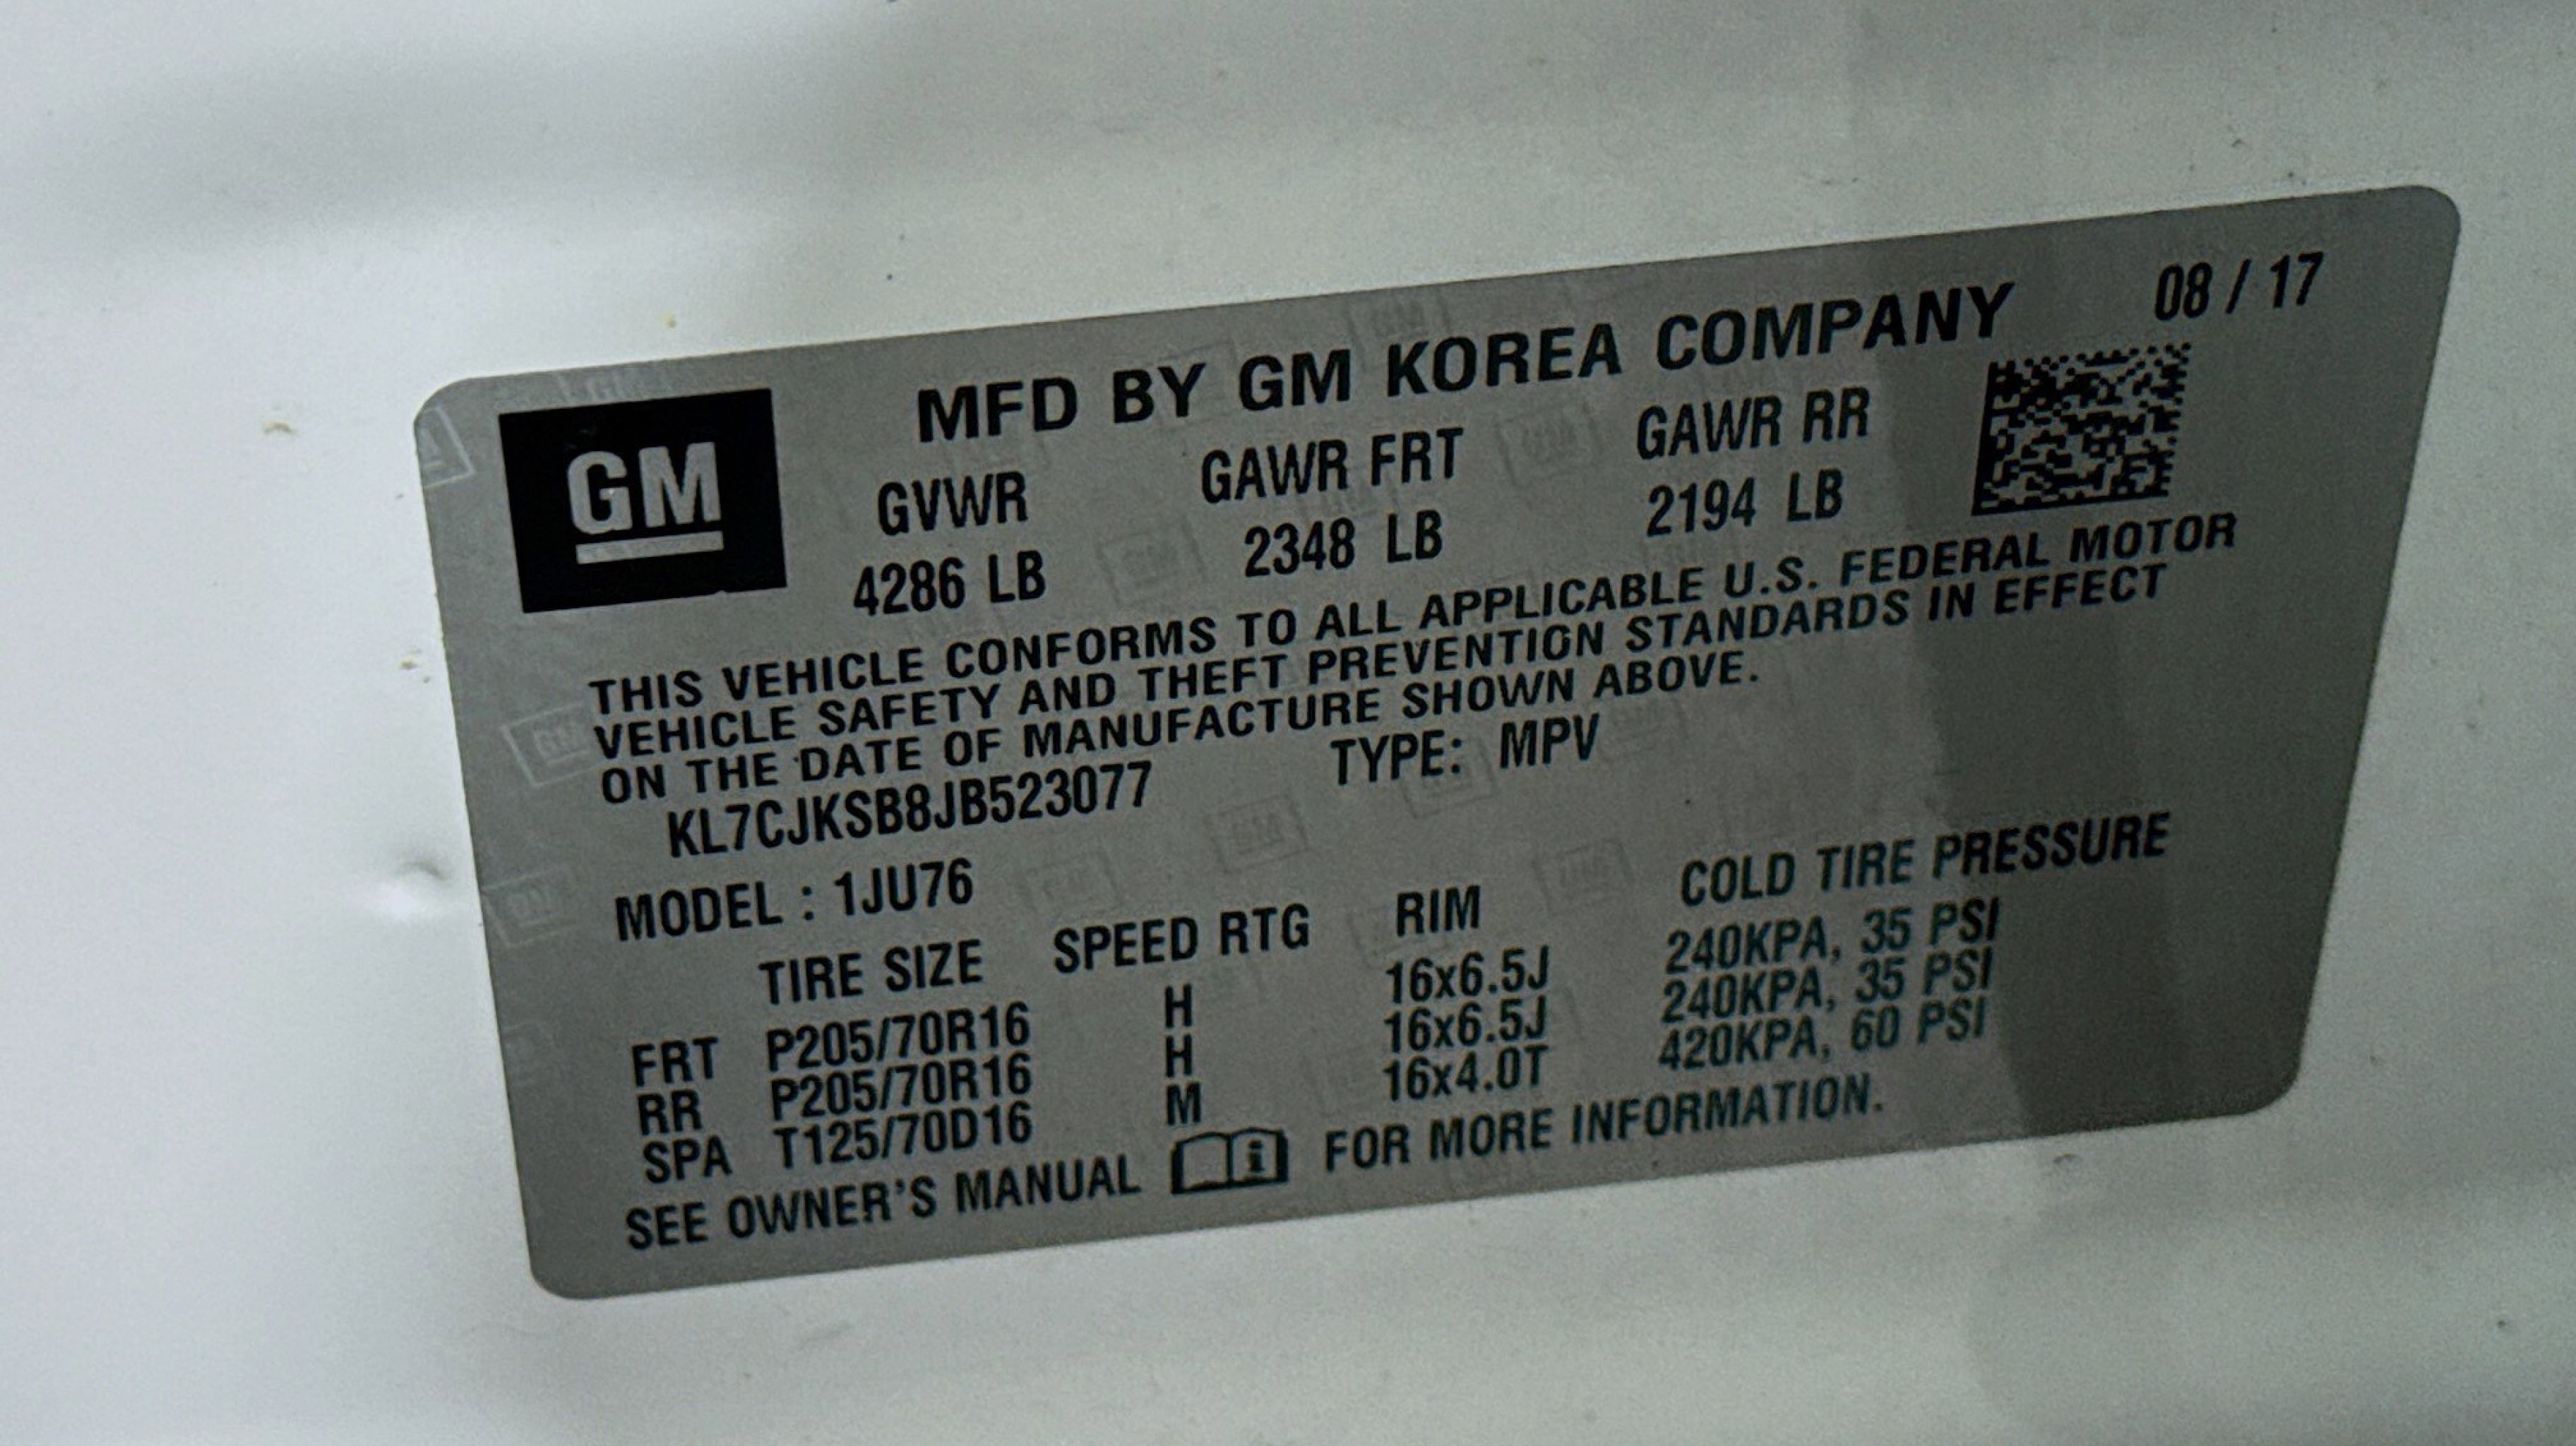 MFD BY GM KOREA COMPANY 08 / 17
GM
GVWR GAWR FRT GAWR RR
4286 LB 2348 LB 2194 LB
THIS VEHICLE CONFORMS TO ALL APPLICABLE U.S. FEDERAL MOTOR
VEHICLE SAFETY AND THEFT PREVENTION STANDARDS IN EFFECT
ON THE DATE OF MANUFACTURE SHOWN ABOVE.
KL7CJKSB8JB523077 TYPE: MPV
MODEL : 1JU76
TIRE SIZE SPEED RTG RIM COLD TIRE PRESSURE
FRT P205/70R16 H 16x6.5J 240KPA, 35 PSI
RR P205/70R16 H 16x6.5J 240KPA, 35 PSI
SPA T125/70D16 M 16x4.0T 420KPA, 60 PSI
SEE OWNER'S MANUAL FOR MORE INFORMATION.